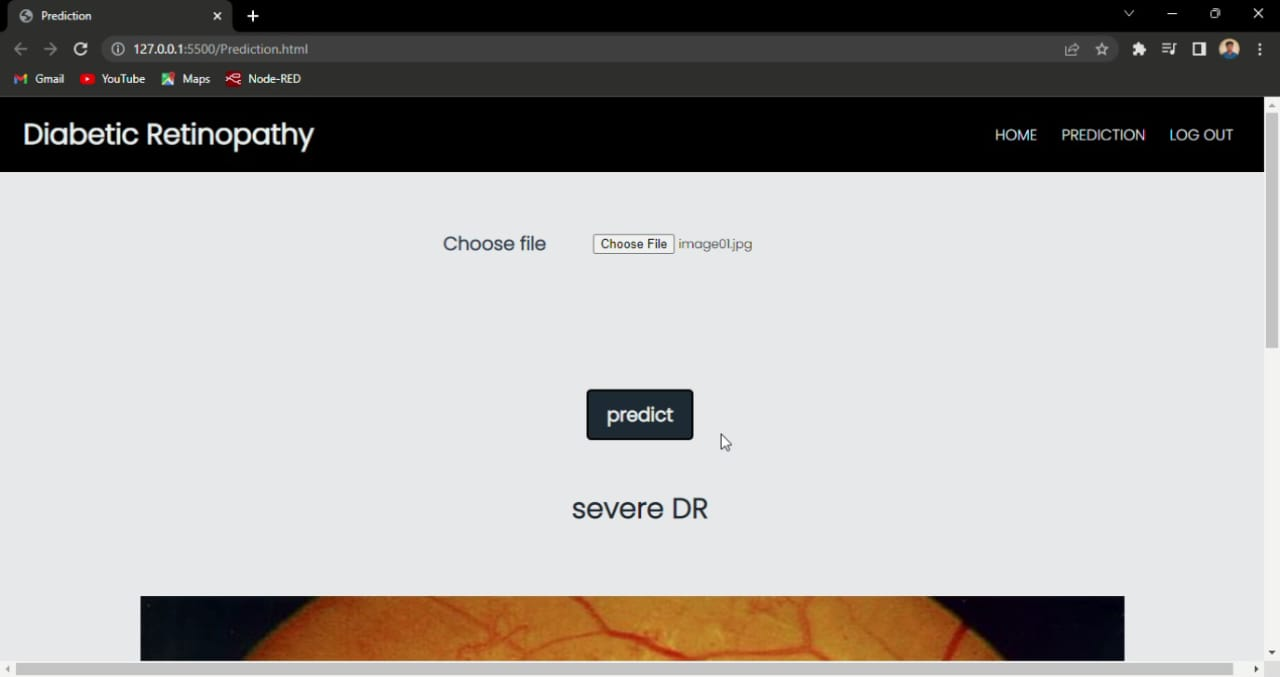 Prediction
127.0.0.1:5500/Prediction.html
Gmail YouTube Maps Node-RED
Diabetic Retinopathy HOME PREDICTION LOG OUT
Choose file Choose File image01.jpg
predict
severe DR